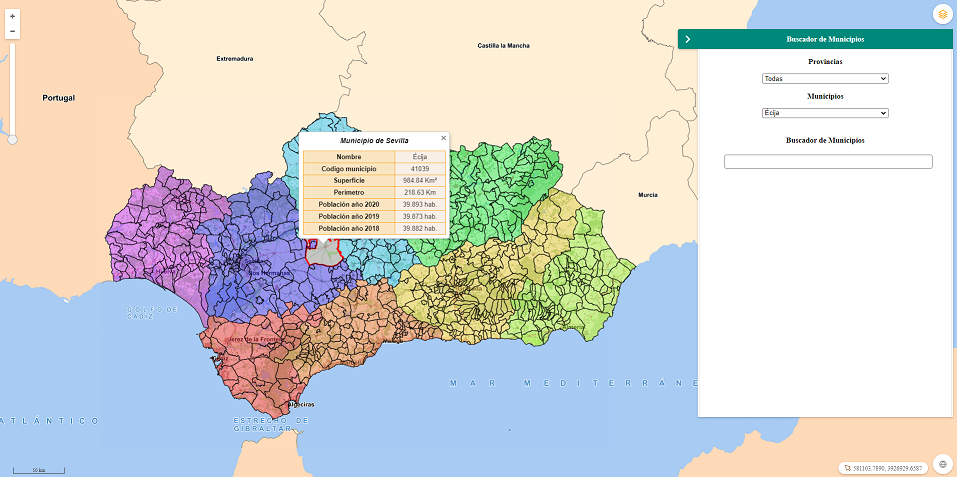 +
−
Extremadura
Castilla la Mancha
Portugal
Murcia
Municipio de Sevilla
×
Nombre Écija
Codigo municipio 41039
Superficie 984.84 Km²
Perimetro 218.63 Km
Población año 2020 39.893 hab.
Población año 2019 39.873 hab.
Población año 2018 39.882 hab.
Buscador de Municipios
Provincias
Todas
Municipios
Écija
Buscador de Municipios
Dos Hermanas
GOLFO DE
CÁDIZ
Jerez de la Frontera
Algeciras
MAR MEDITERRANE
ATLÁNTICO
ESTRECHO DE
GIBRALTAR
50 km
581103.7890, 3926929.6587